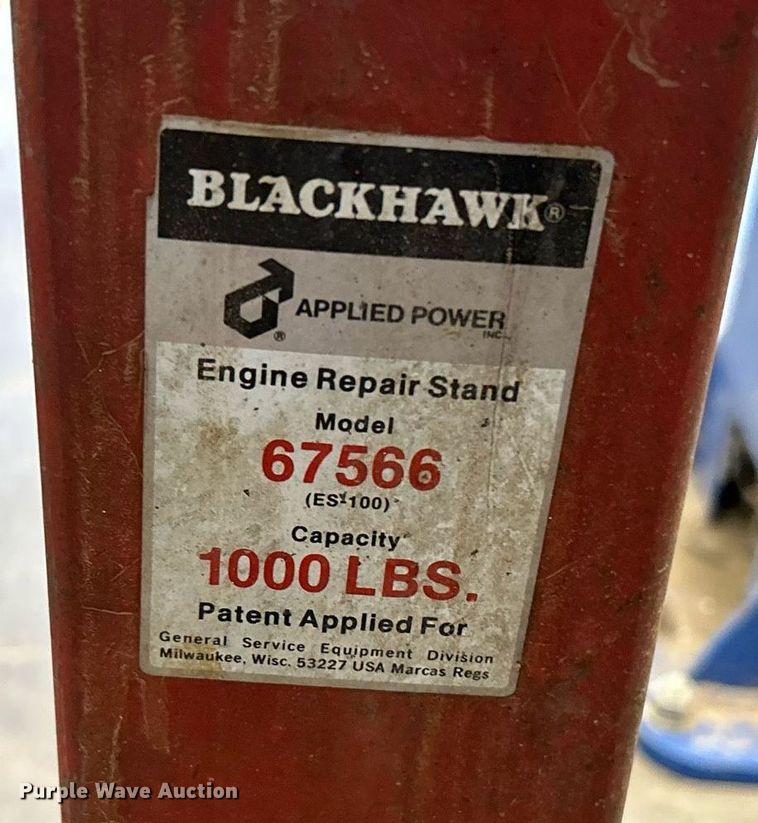 BLACKHAWK®
APPLIED POWER
INC.
®
Engine Repair Stand
Model
67566
(ES-100)
Capacity
1000 LBS.
Patent Applied For
General Service Equipment Division
Milwaukee, Wisc. 53227 USA Marcas Regs
Purple Wave Auction